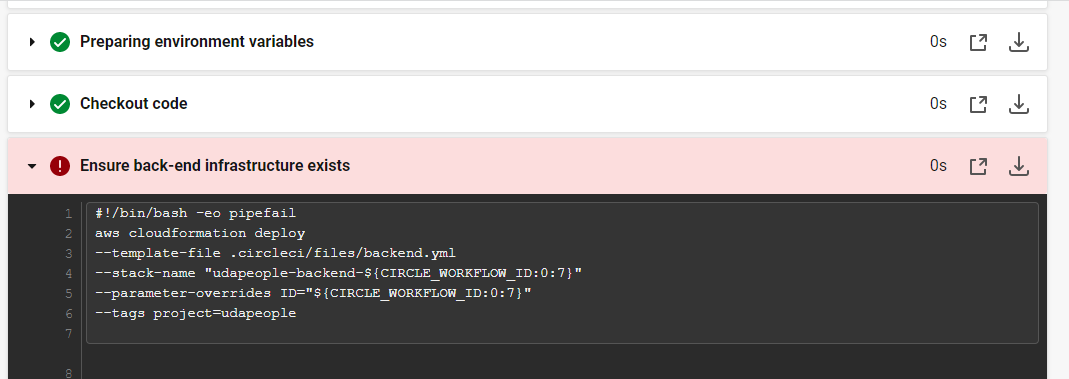 Preparing environment variables 0s
Checkout code 0s
Ensure back-end infrastructure exists 0s
1 #!/bin/bash -eo pipefail
2 aws cloudformation deploy
3 --template-file .circleci/files/backend.yml
4 --stack-name "udapeople-backend-${CIRCLE_WORKFLOW_ID:0:7}"
5 --parameter-overrides ID="${CIRCLE_WORKFLOW_ID:0:7}"
6 --tags project=udapeople
7
8